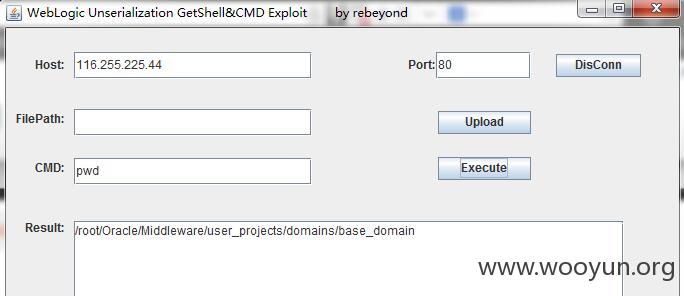 WebLogic Unserialization GetShell&CMD Exploit by rebeyond
Host: 116.255.225.44 Port: 80 DisConn
FilePath: Upload
CMD: pwd Execute
Result: /root/Oracle/Middleware/user_projects/domains/base_domain
www.wooyun.org